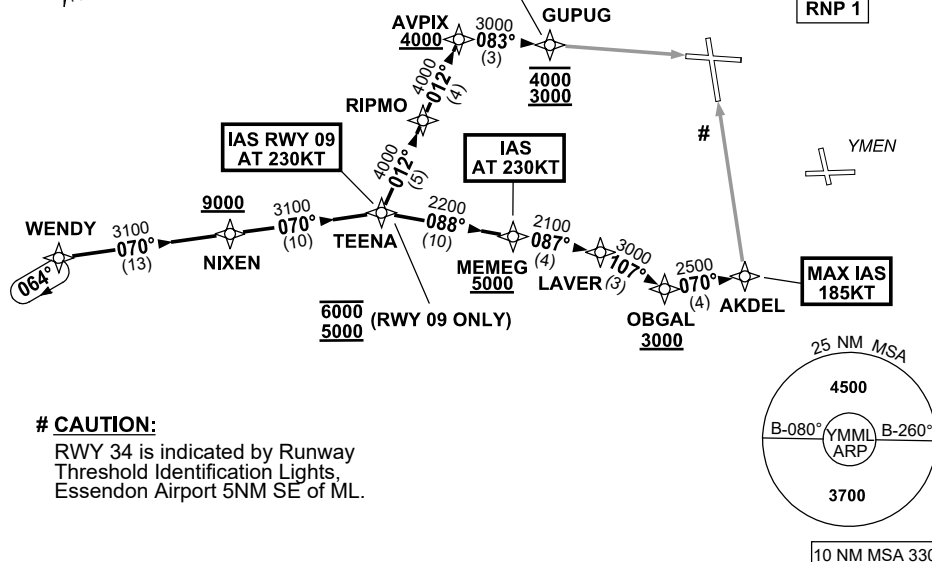 RNP 1
AVPIX
4000
3000
083°
(3)
GUPUG
4000
3000
4000
012°
(4)
RIPMO
4000
012°
(5)
IAS RWY 09
AT 230KT
IAS
AT 230KT
#
YMEN
WENDY
064°
3100
070°
(13)
9000
NIXEN
3100
070°
(10)
TEENA
2200
088°
(10)
MEMEG
5000
2100
087°
(4)
LAVER
3000
107°
(3)
OBGAL
3000
2500
070°
(4)
AKDEL
MAX IAS
185KT
6000
5000
(RWY 09 ONLY)
25 NM MSA
4500
B-080°
YMML
ARP
B-260°
3700
10 NM MSA 330
# CAUTION:
RWY 34 is indicated by Runway
Threshold Identification Lights,
Essendon Airport 5NM SE of ML.